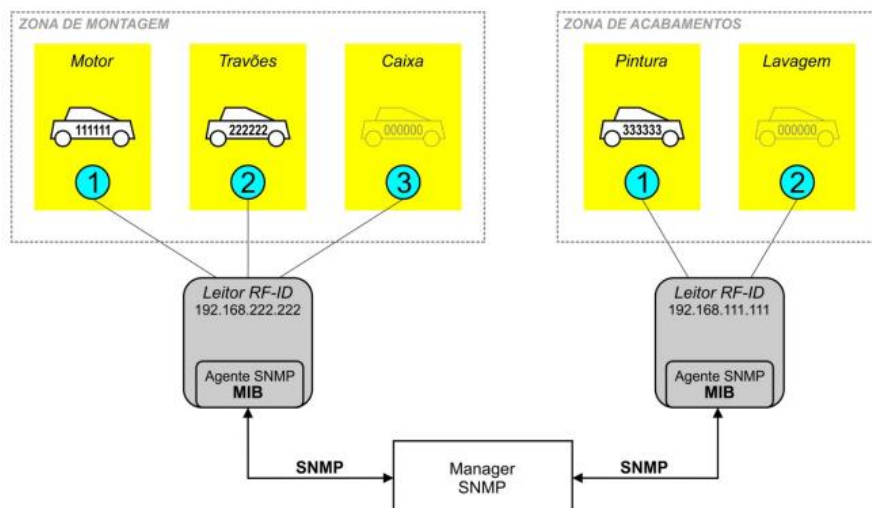 ZONA DE MONTAGEM
Motor
Travões
Caixa
111111
222222
000000
1
2
3
Leitor RF-ID
192.168.222.222
Agente SNMP
MIB
ZONA DE ACABAMENTOS
Pintura
Lavagem
333333
000000
1
2
Leitor RF-ID
192.168.111.111
Agente SNMP
MIB
SNMP
Manager
SNMP
SNMP